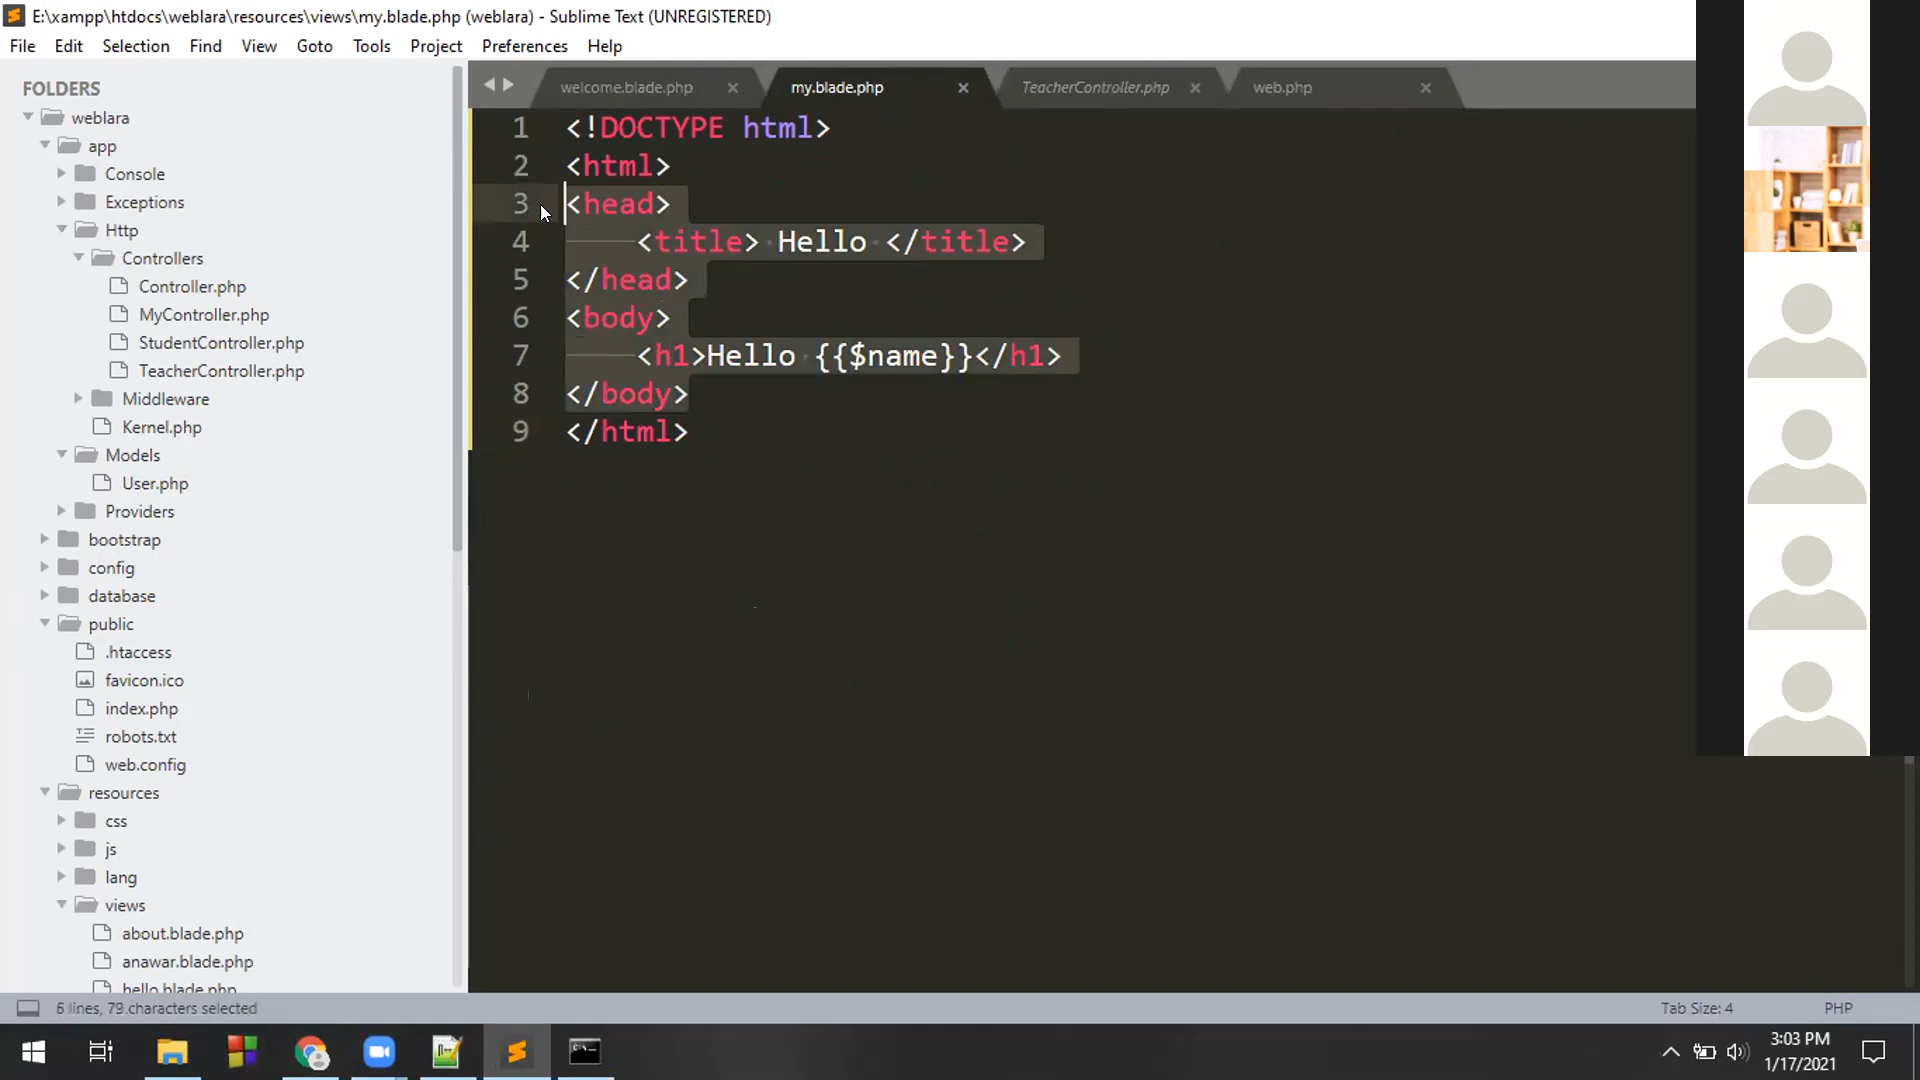 E:\xampp\htdocs\weblara\resources\views\my.blade.php (weblara) - Sublime Text (UNREGISTERED)
File Edit Selection Find View Goto Tools Project Preferences Help
FOLDERS
weblara
app
Console
Exceptions
Http
Controllers
Controller.php
MyController.php
StudentController.php
TeacherController.php
Middleware
Kernel.php
Models
User.php
Providers
bootstrap
config
database
public
.htaccess
favicon.ico
index.php
robots.txt
web.config
resources
css
js
lang
views
about.blade.php
anawar.blade.php
hello.blade.php
welcome.blade.php my.blade.php TeacherController.php web.php
1 <!DOCTYPE html>
2 <html>
3 <head>
4 <title> Hello </title>
5 </head>
6 <body>
7 <h1>Hello {{$name}}</h1>
8 </body>
9 </html>
6 lines, 79 characters selected
Tab Size: 4 PHP
3:03 PM
1/17/2021